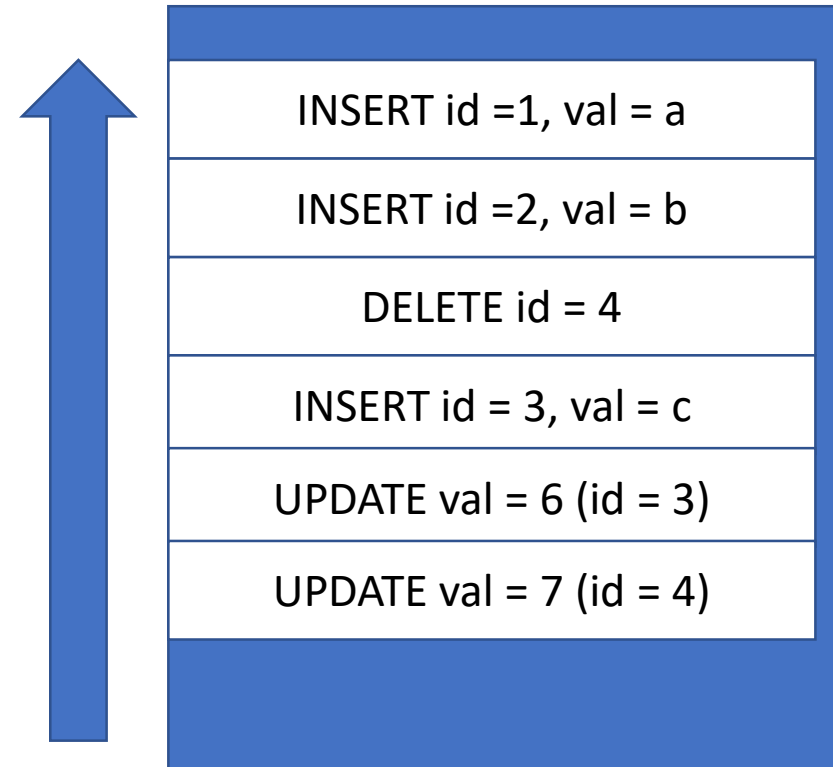 INSERT id =1, val = a
INSERT id =2, val = b
DELETE id = 4
INSERT id = 3, val = c
UPDATE val = 6 (id = 3)
UPDATE val = 7 (id = 4)